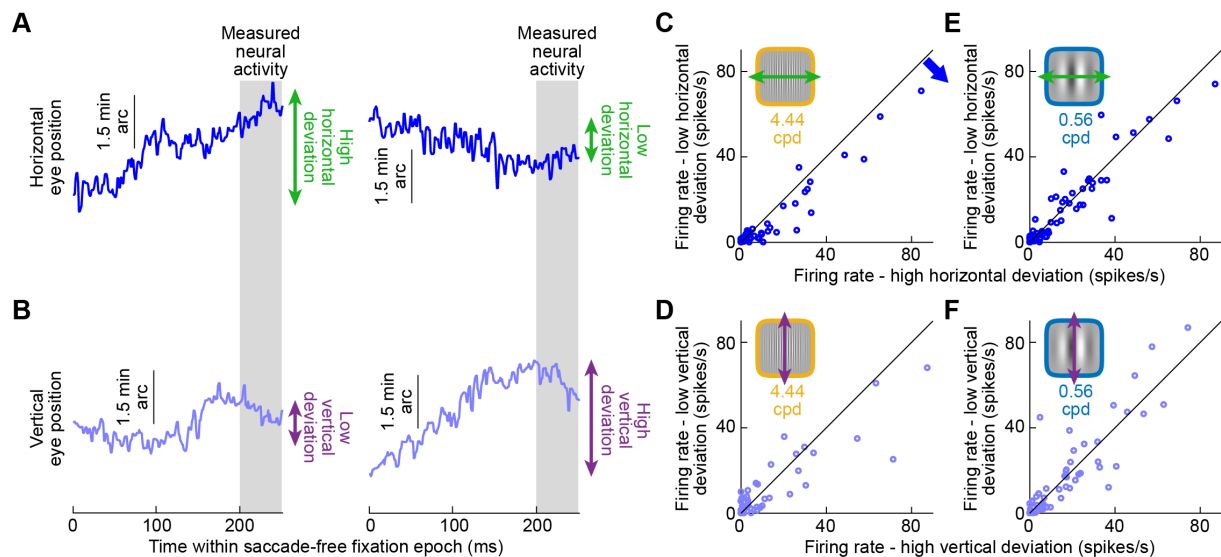 A
Measured
neural
activity
Measured
neural
activity
Horizontal
eye position
1.5 min
arc
High
horizontal
deviation
1.5 min
arc
Low
horizontal
deviation
B
Vertical
eye position
1.5 min
arc
Low
vertical
deviation
1.5 min
arc
High
vertical
deviation
0 100 200 0 100 200
Time within saccade-free fixation epoch (ms)
C
Firing rate - low horizontal
deviation (spikes/s)
80
40
0
4.44
cpd
0 40 80
E
Firing rate - low horizontal
deviation (spikes/s)
80
40
0
0.56
cpd
0 40 80
Firing rate - high horizontal deviation (spikes/s)
D
Firing rate - low vertical
deviation (spikes/s)
80
40
0
4.44
cpd
0 40 80
F
Firing rate - low vertical
deviation (spikes/s)
80
40
0
0.56
cpd
0 40 80
Firing rate - high vertical deviation (spikes/s)